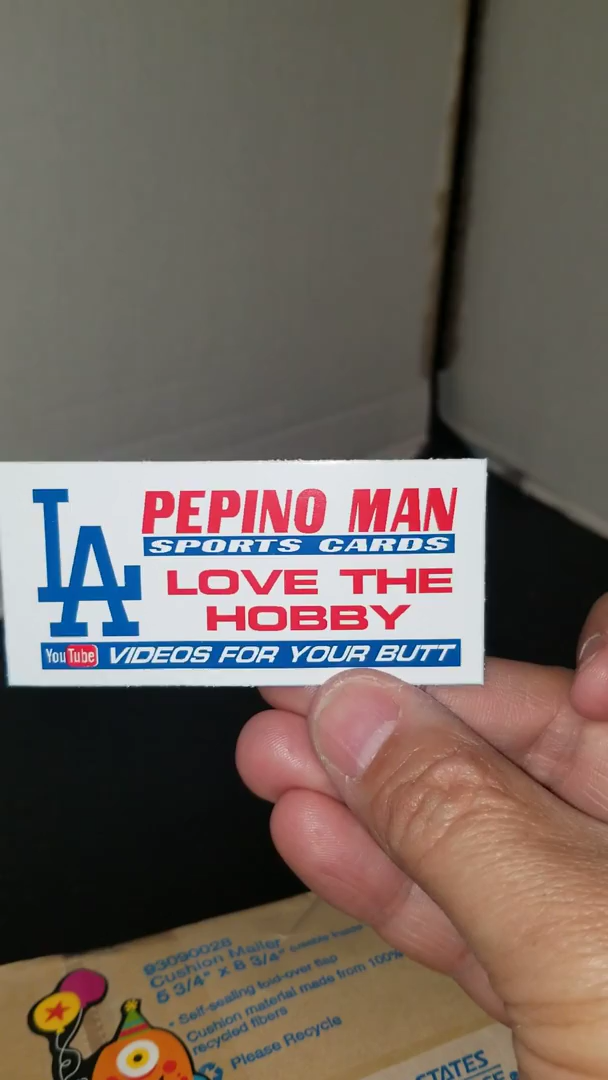 LA
PEPINO MAN
SPORTS CARDS
LOVE THE
HOBBY
YouTube VIDEOS FOR YOUR BUTT
93090028
Cushion Mailer
5 3/4" x 8 3/4"
• Self-sealing fold-over flap
Cushion material made from 100%
recycled fibers
Please Recycle
STATES